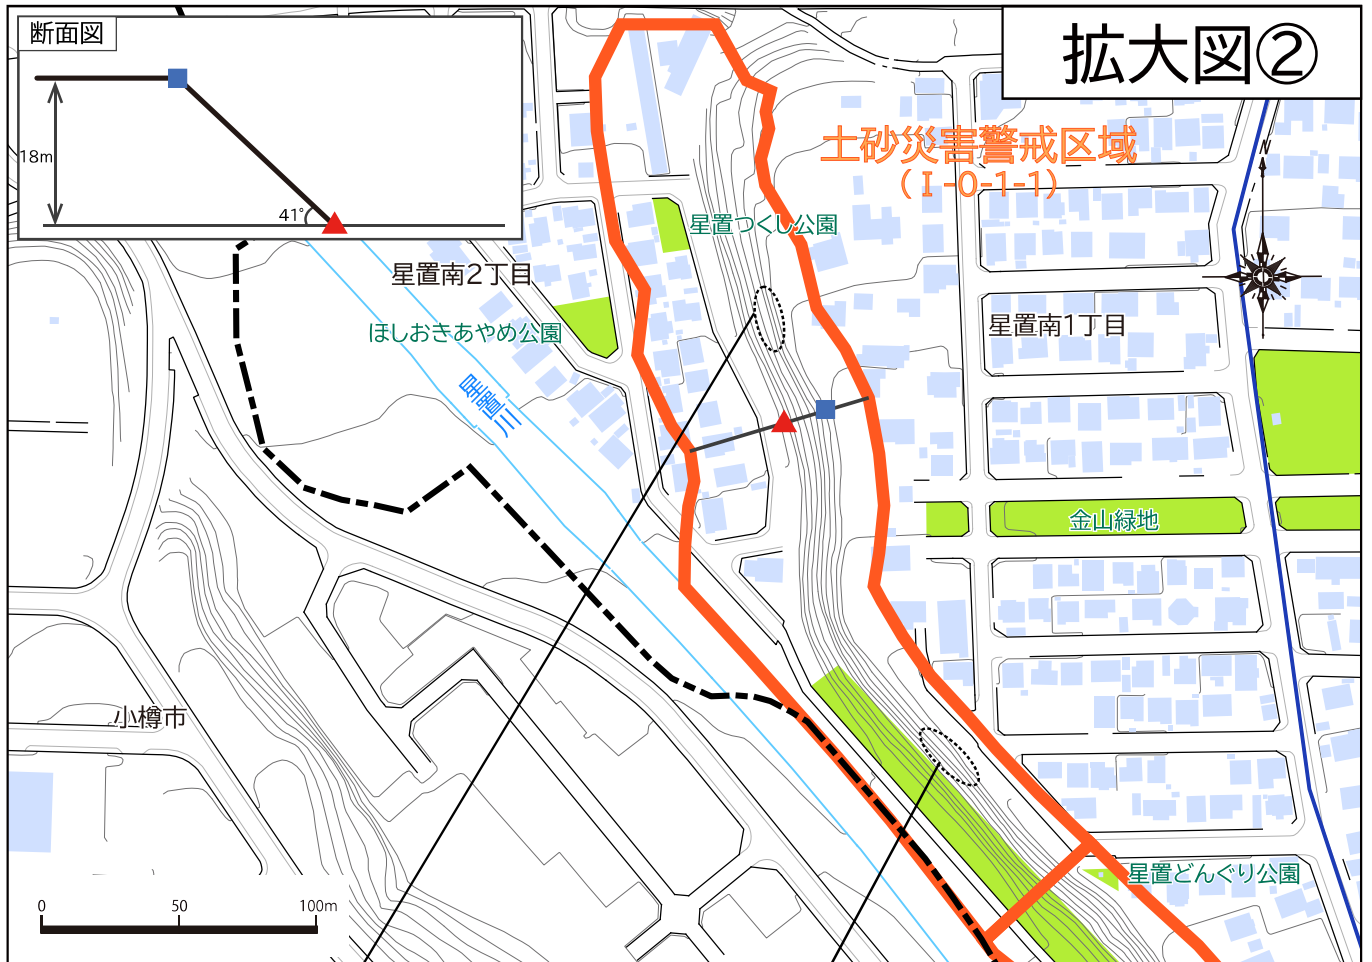 断面図
18m
41°
拡大図②
土砂災害警戒区域
(Ⅰ-0-1-1)
星置つくし公園
星置南2丁目
ほしおきあやめ公園
星置南1丁目
星置川
金山緑地
小樽市
星置どんぐり公園
0 50 100m